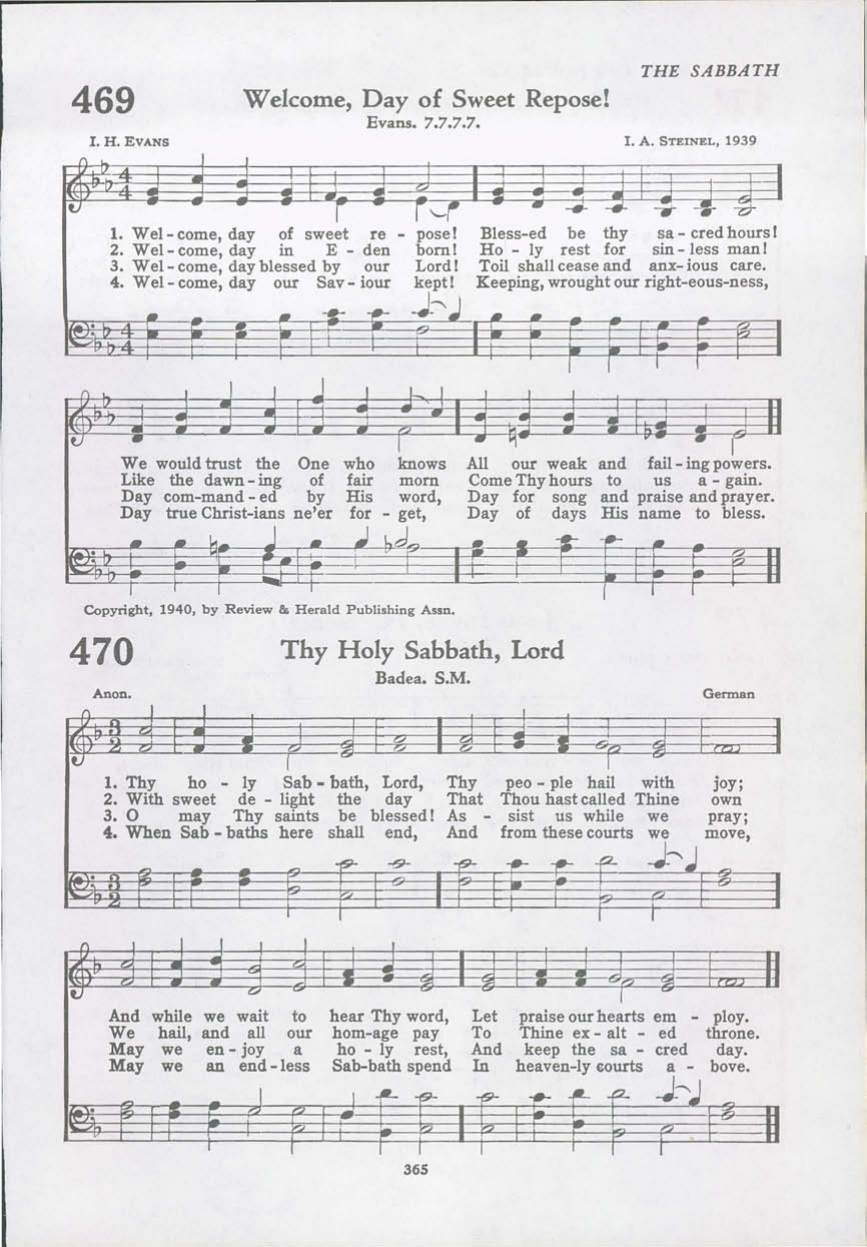 THE SABBATH
469
Welcome, Day of Sweet Repose!
Evans. 7.7.7.7.
I. H. EVANS
I. A. STEINEL, 1939
1. Wel - come, day of sweet re - pose! Bless-ed be thy sa - cred hours!
2. Wel - come, day in E - den born! Ho - ly rest for sin - less man!
3. Wel - come, day blessed by our Lord! Toil shall cease and anx - ious care.
4. Wel - come, day our Sav - iour kept! Keeping, wrought our right-eous-ness,
We would trust the One who knows All our weak and fail - ing powers.
Like the dawn - ing of fair morn Come Thy hours to us a - gain.
Day com-mand - ed by His word, Day for song and praise and prayer.
Day true Christ-ians ne'er for - get, Day of days His name to bless.
Copyright, 1940, by Review & Herald Publishing Assn.
470
Thy Holy Sabbath, Lord
Badea. S.M.
Anon.
German
1. Thy ho - ly Sab - bath, Lord, Thy peo - ple hail with joy;
2. With sweet de - light the day That Thou hast called Thine own
3. O may Thy saints be blessed! As - sist us while we pray;
4. When Sab - baths here shall end, And from these courts we move,
And while we wait to hear Thy word, Let praise our hearts em - ploy.
We hail, and all our hom-age pay To Thine ex - alt - ed throne.
May we en - joy a ho - ly rest, And keep the sa - cred day.
May we an end - less Sab-bath spend In heaven-ly courts a - bove.
365